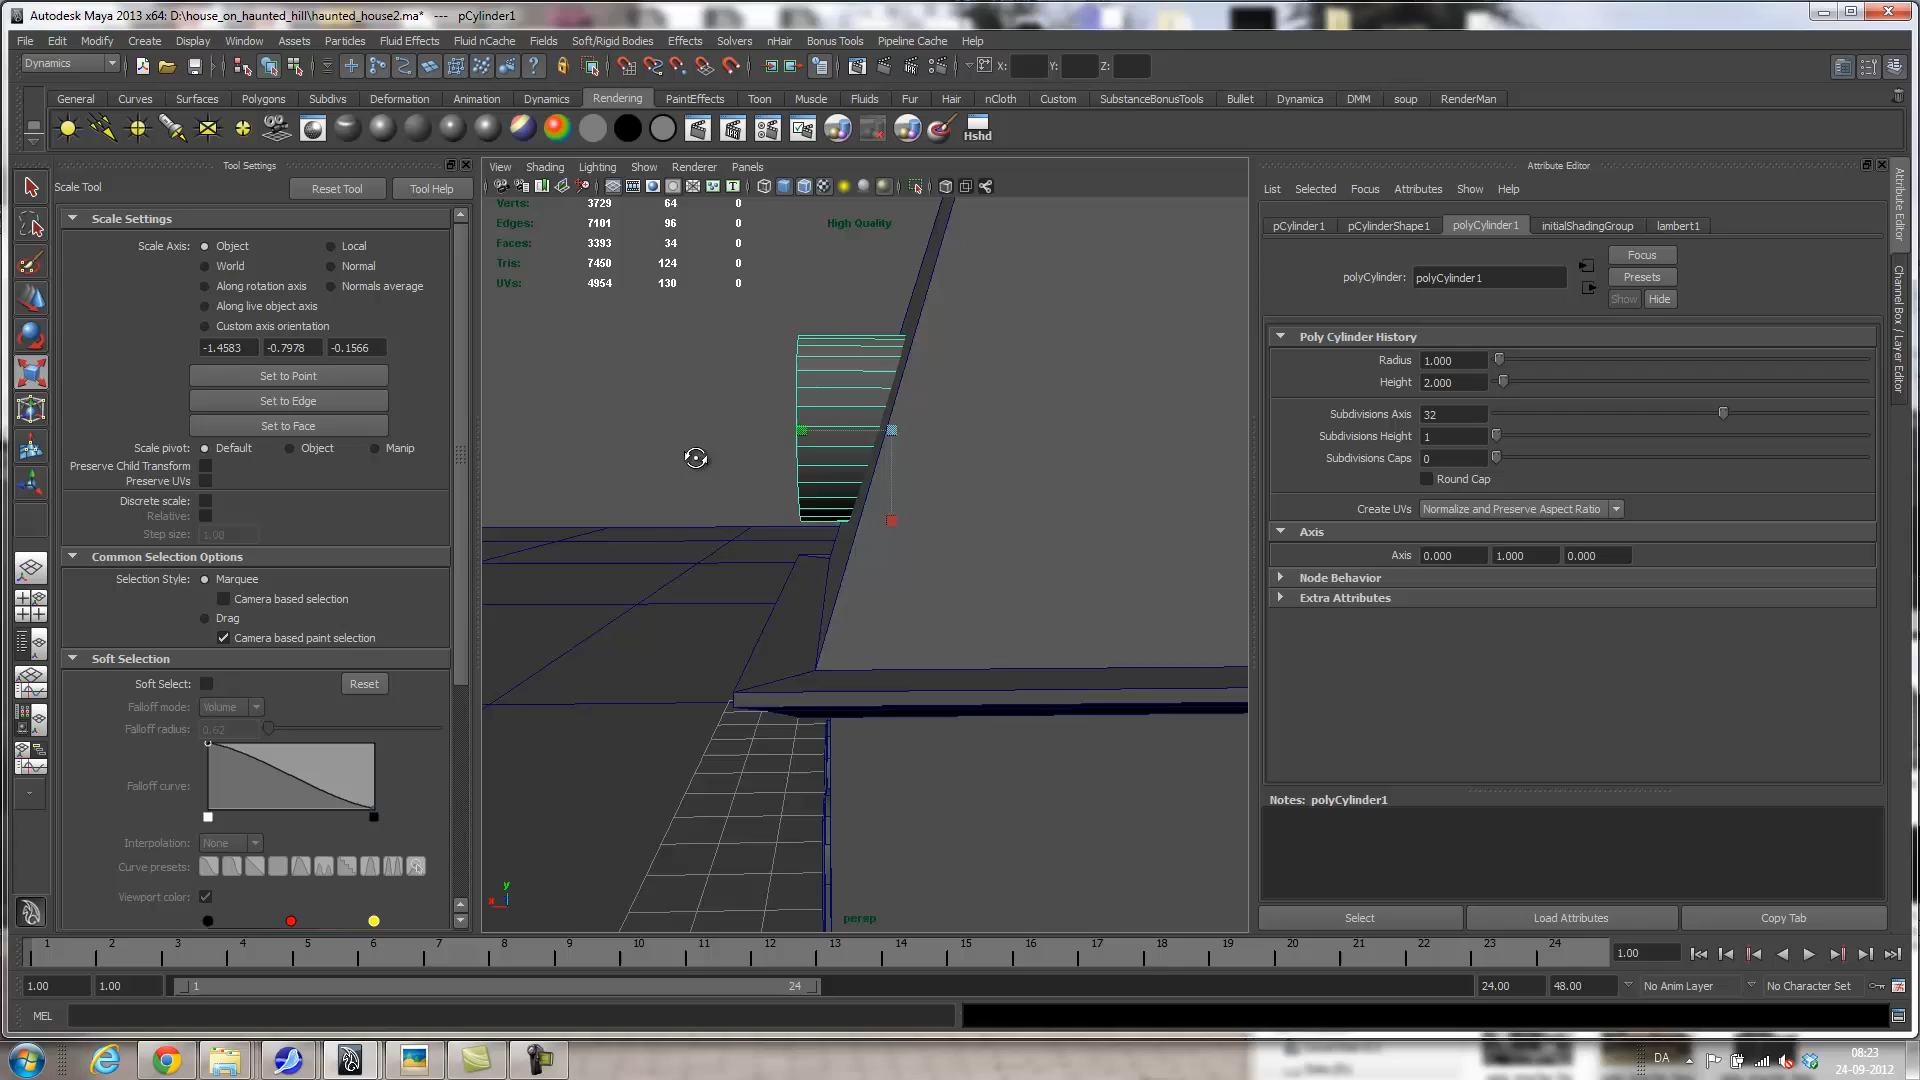 Autodesk Maya 2013 x64: D:\house_on_haunted_hill\haunted_house2.ma* --- pCylinder1
File Edit Modify Create Display Window Assets Particles Fluid Effects Fluid nCache Fields Soft/Rigid Bodies Effects Solvers nHair Bonus Tools Pipeline Cache Help
Dynamics X: Y: Z:
General Curves Surfaces Polygons Subdivs Deformation Animation Dynamics Rendering PaintEffects Toon Muscle Fluids Fur Hair nCloth Custom SubstanceBonusTools Bullet Dynamica DMM soup RenderMan
Hshd
Tool Settings
Scale Tool Reset Tool Tool Help
Scale Settings
Scale Axis: Object Local
World Normal
Along rotation axis Normals average
Along live object axis
Custom axis orientation
-1.4583 -0.7978 -0.1566
Set to Point
Set to Edge
Set to Face
Scale pivot: Default Object Manip
Preserve Child Transform
Preserve UVs
Discrete scale:
Relative:
Step size: 1.00
Common Selection Options
Selection Style: Marquee
Camera based selection
Drag
Camera based paint selection
Soft Selection
Soft Select: Reset
Falloff mode: Volume
Falloff radius: 0.62
Falloff curve:
Interpolation: None
Curve presets:
Viewport color:
View Shading Lighting Show Renderer Panels
Verts: 3729 64 0
Edges: 7101 96 0
Faces: 3393 34 0
Tris: 7450 124 0
UVs: 4954 130 0
High Quality
y
x
persp
Attribute Editor
List Selected Focus Attributes Show Help
pCylinder1 pCylinderShape1 polyCylinder1 initialShadingGroup lambert1
polyCylinder: polyCylinder1
Focus
Presets
Show Hide
Poly Cylinder History
Radius 1.000
Height 2.000
Subdivisions Axis 32
Subdivisions Height 1
Subdivisions Caps 0
Round Cap
Create UVs Normalize and Preserve Aspect Ratio
Axis
Axis 0.000 1.000 0.000
Node Behavior
Extra Attributes
Notes: polyCylinder1
Select Load Attributes Copy Tab
Attribute Editor
Channel Box / Layer Editor
1 2 3 4 5 6 7 8 9 10 11 12 13 14 15 16 17 18 19 20 21 22 23 24 1.00
1.00 1.00 1 24 24.00 48.00 No Anim Layer No Character Set
MEL
DA
08:23
24-09-2012